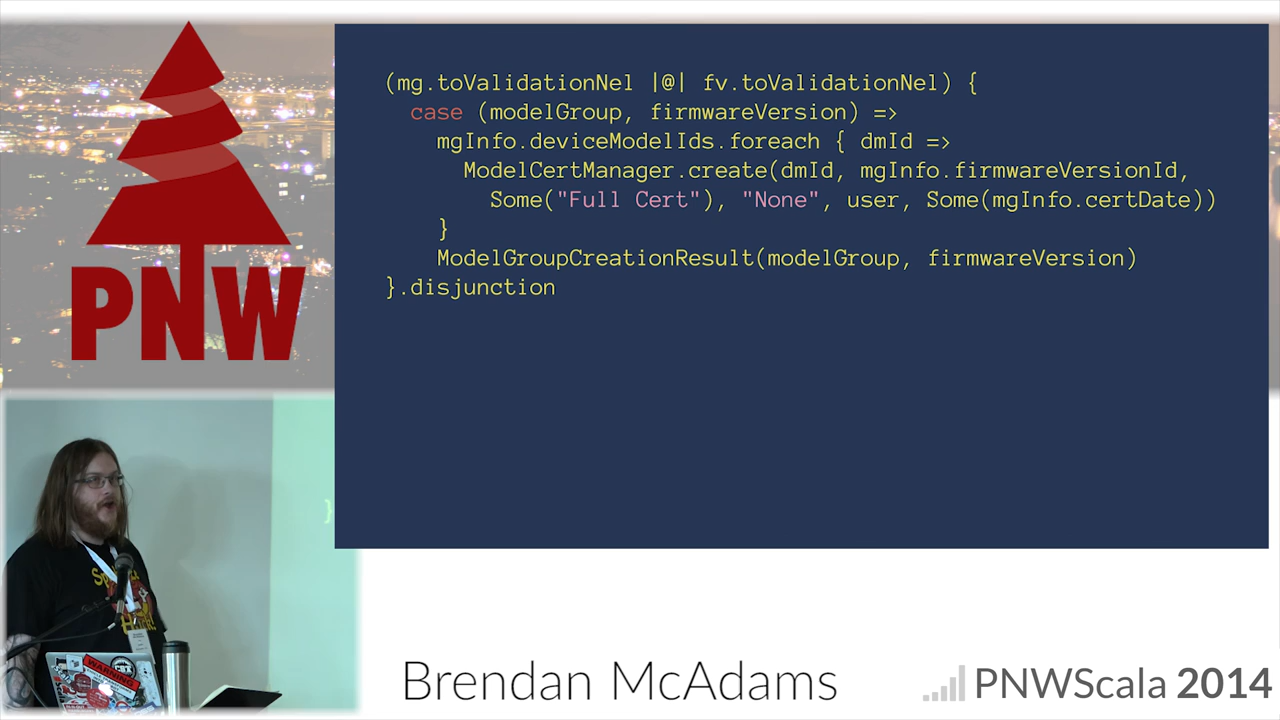 PNW
(mg.toValidationNel |@| fv.toValidationNel) {
case (modelGroup, firmwareVersion) =>
mgInfo.deviceModelIds.foreach { dmId =>
ModelCertManager.create(dmId, mgInfo.firmwareVersionId,
Some("Full Cert"), "None", user, Some(mgInfo.certDate))
}
ModelGroupCreationResult(modelGroup, firmwareVersion)
}.disjunction
}
WARNING
Brendan McAdams
PNWScala 2014